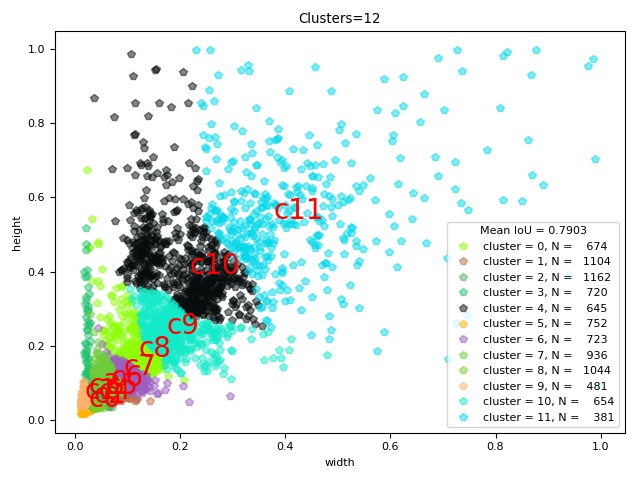 Clusters=12
height
1.0
0.8
0.6
0.4
0.2
0.0
c11
c10
c9
c8
Mean IoU = 0.7903
cluster = 0, N = 674
cluster = 1, N = 1104
cluster = 2, N = 1162
cluster = 3, N = 720
cluster = 4, N = 645
cluster = 5, N = 752
cluster = 6, N = 723
cluster = 7, N = 936
cluster = 8, N = 1044
cluster = 9, N = 481
cluster = 10, N = 654
cluster = 11, N = 381
0.0 0.2 0.4 0.6 0.8 1.0
width